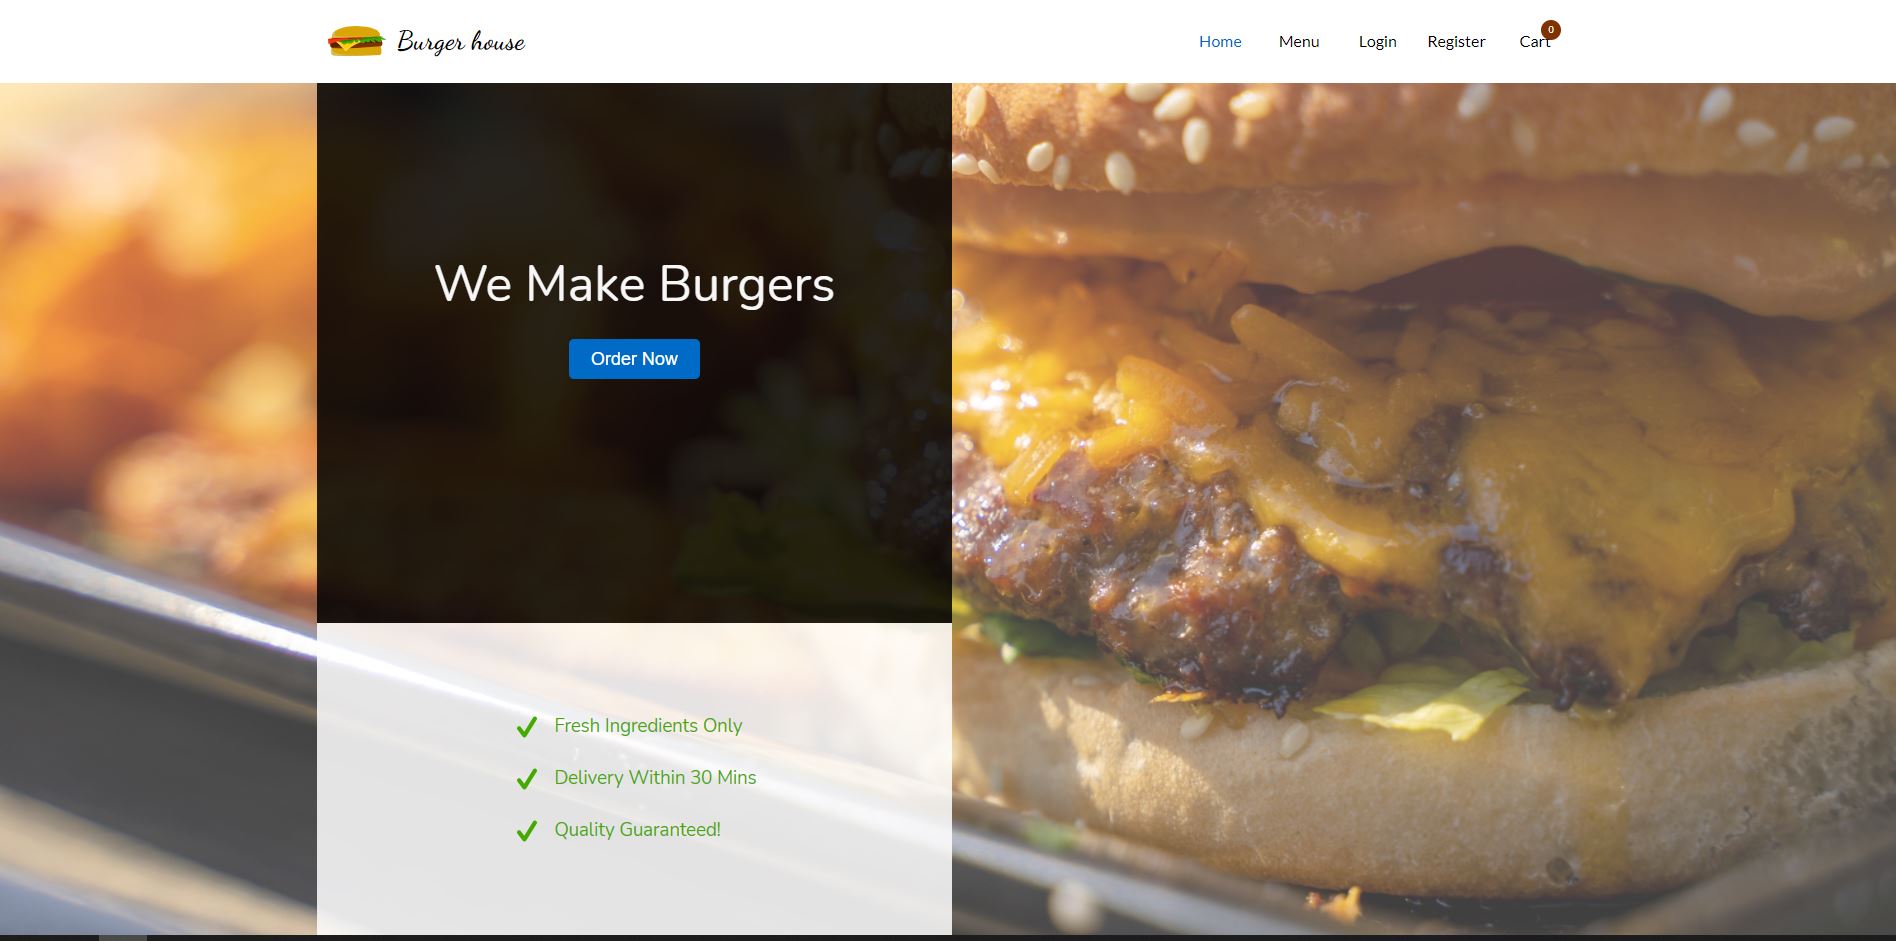 Burger house
Home Menu Login Register Cart 0
We Make Burgers
Order Now
Fresh Ingredients Only
Delivery Within 30 Mins
Quality Guaranteed!